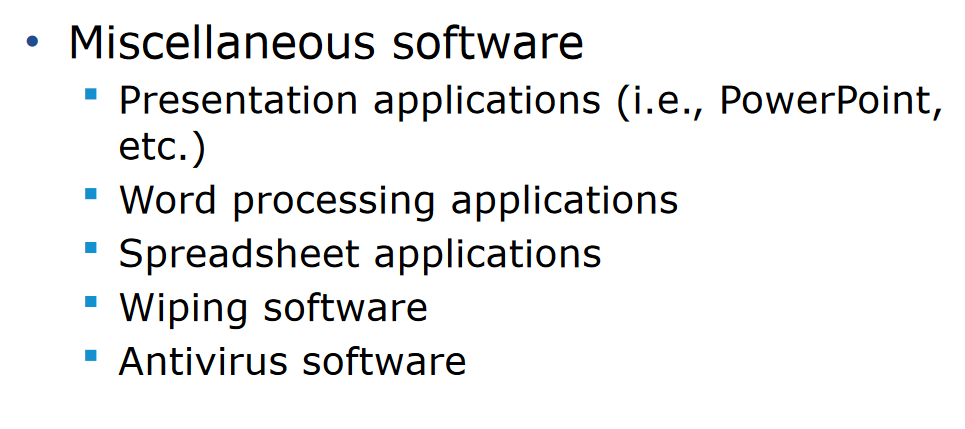 • Miscellaneous software
▪ Presentation applications (i.e., PowerPoint,
etc.)
▪ Word processing applications
▪ Spreadsheet applications
▪ Wiping software
▪ Antivirus software